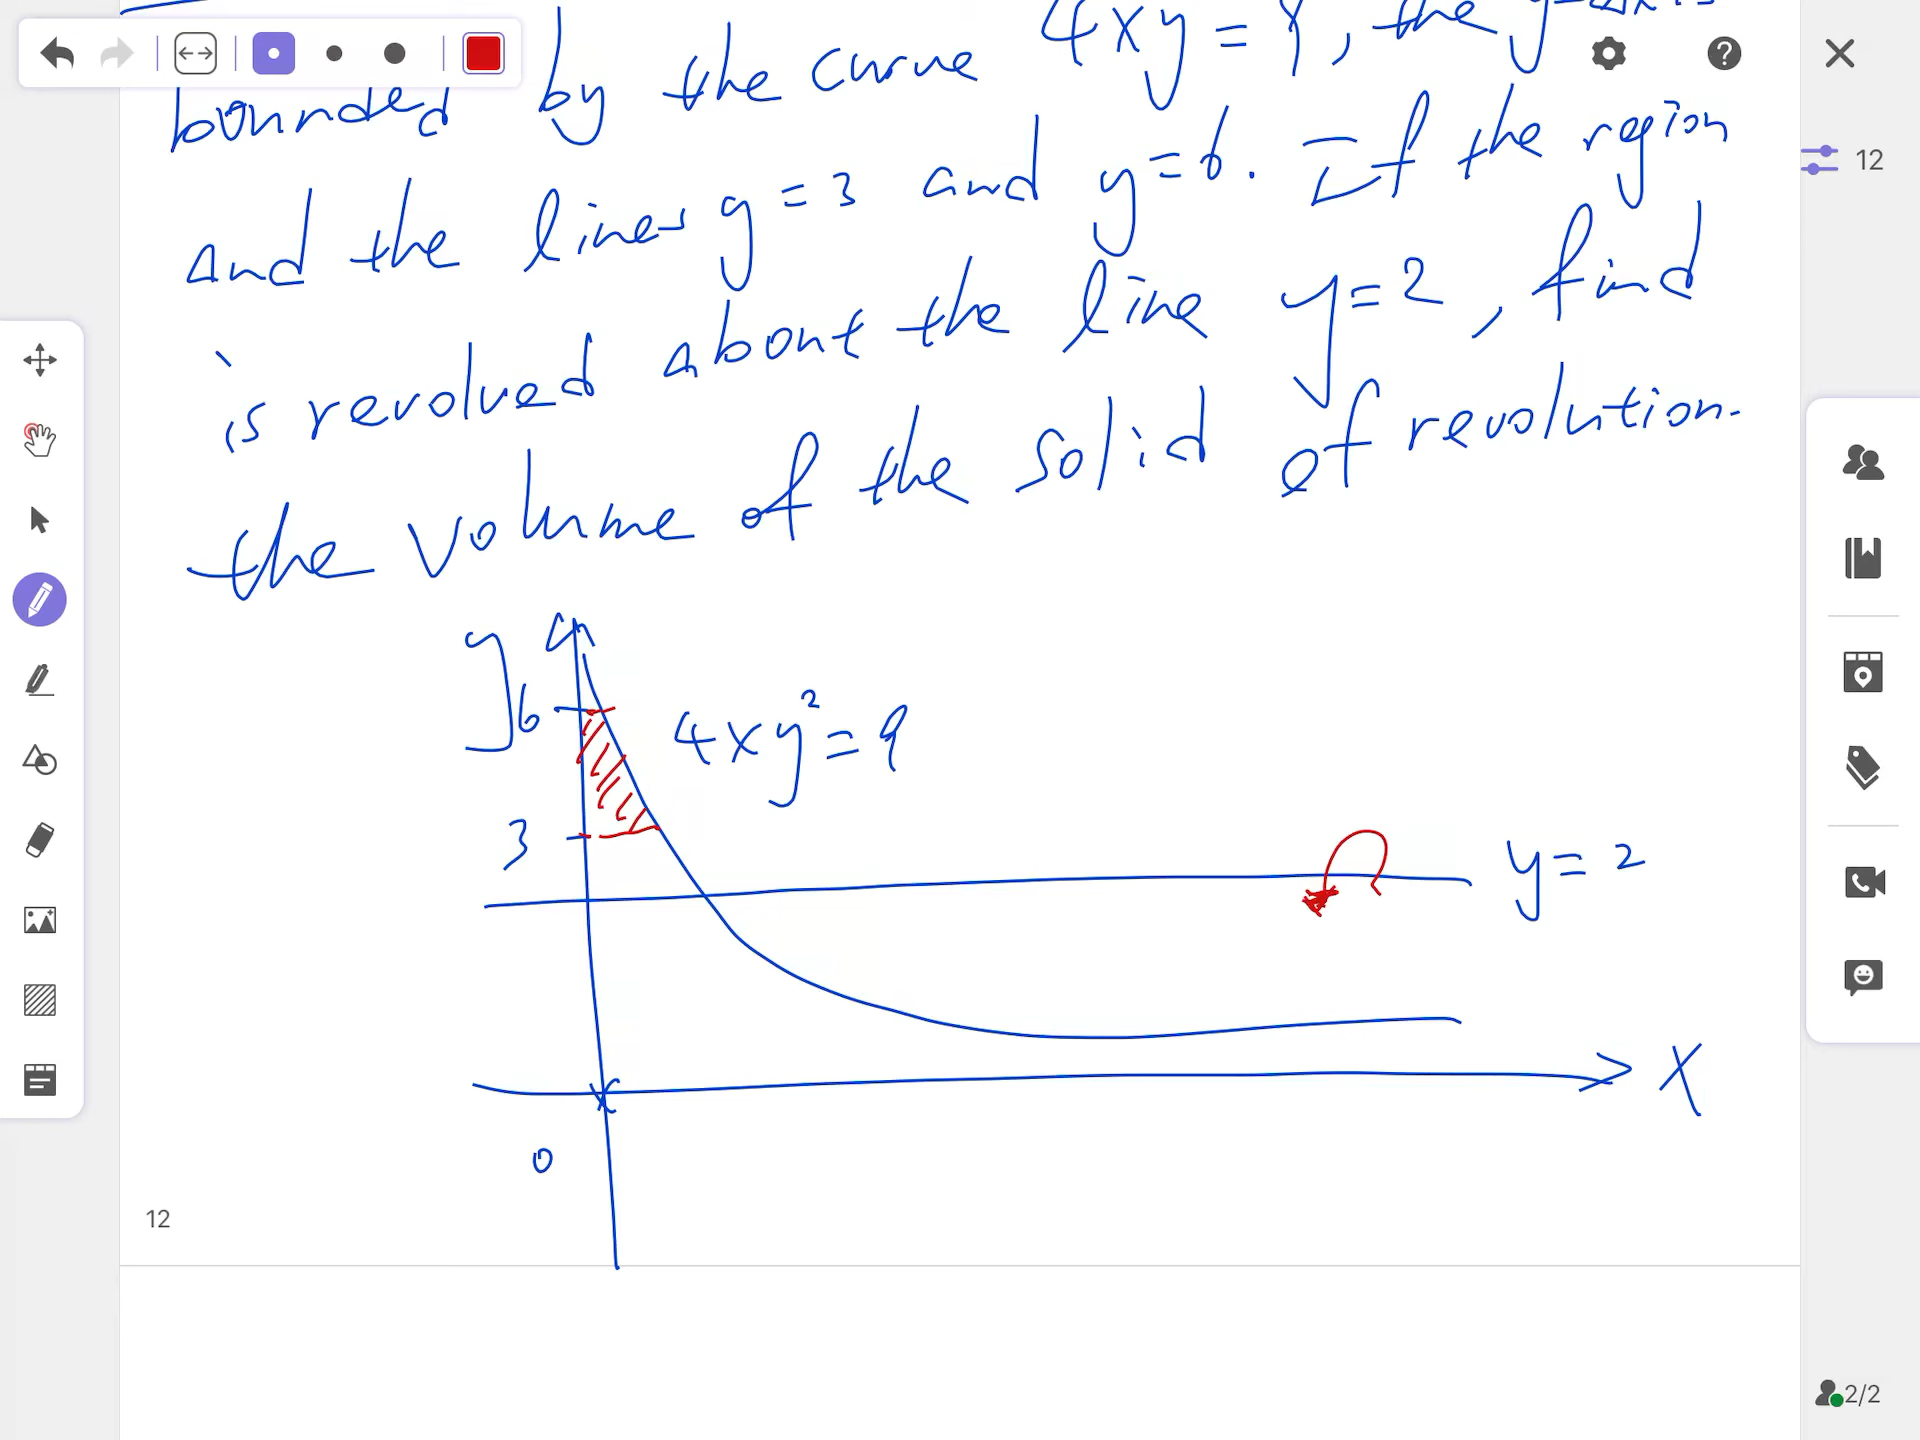 bounded by the curve 4xy = 9, the y-axis
and the lines y = 3 and y = 6. If the region
is revolved about the line y = 2, find
the volume of the solid of revolution.
y
6
4xy² = 9
3
y = 2
x
0
12
12
2/2